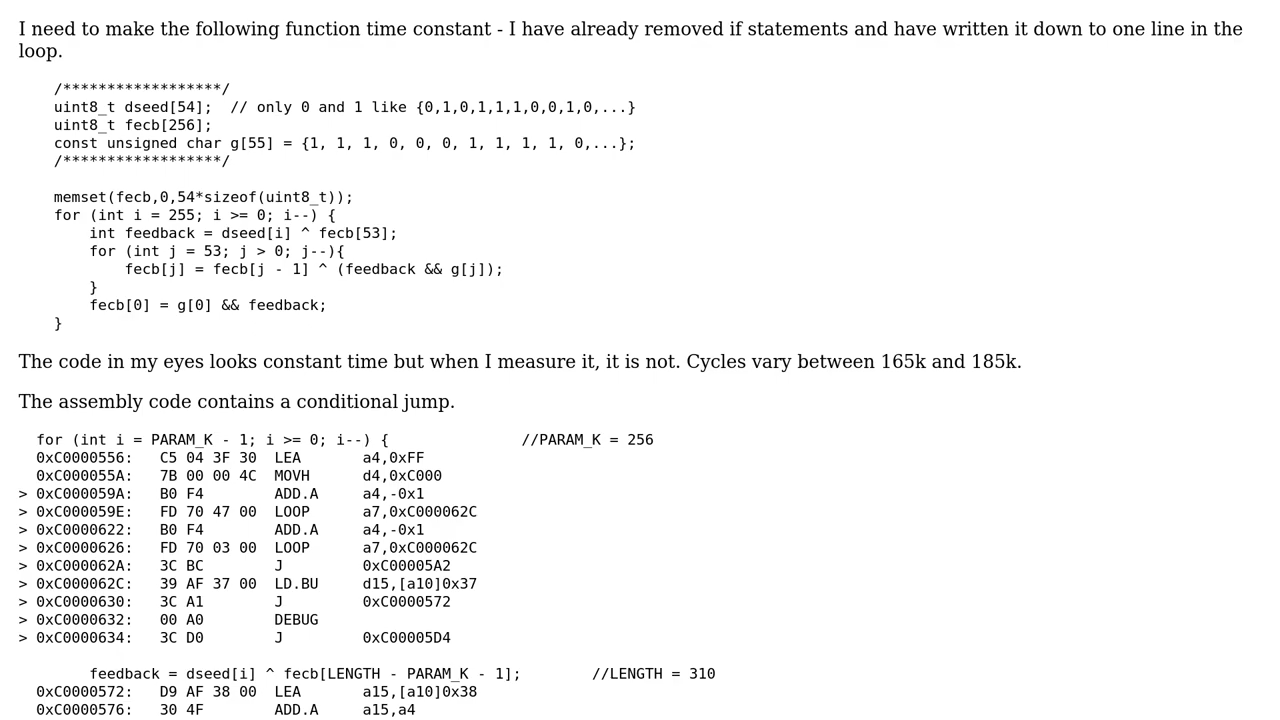 I need to make the following function time constant - I have already removed if statements and have written it down to one line in the
loop.
/******************/
uint8_t dseed[54];  // only 0 and 1 like {0,1,0,1,1,1,0,0,1,0,...}
uint8_t fecb[256];
const unsigned char g[55] = {1, 1, 1, 0, 0, 0, 1, 1, 1, 1, 0,...};
/******************/
memset(fecb,0,54*sizeof(uint8_t));
for (int i = 255; i >= 0; i--) {
    int feedback = dseed[i] ^ fecb[53];
    for (int j = 53; j > 0; j--){
        fecb[j] = fecb[j - 1] ^ (feedback && g[j]);
    }
    fecb[0] = g[0] && feedback;
}
The code in my eyes looks constant time but when I measure it, it is not. Cycles vary between 165k and 185k.
The assembly code contains a conditional jump.
  for (int i = PARAM_K - 1; i >= 0; i--) {               //PARAM_K = 256
  0xC0000556:   C5 04 3F 30  LEA       a4,0xFF
  0xC000055A:   7B 00 00 4C  MOVH      d4,0xC000
> 0xC000059A:   B0 F4        ADD.A     a4,-0x1
> 0xC000059E:   FD 70 47 00  LOOP      a7,0xC000062C
> 0xC0000622:   B0 F4        ADD.A     a4,-0x1
> 0xC0000626:   FD 70 03 00  LOOP      a7,0xC000062C
> 0xC000062A:   3C BC        J         0xC00005A2
> 0xC000062C:   39 AF 37 00  LD.BU     d15,[a10]0x37
> 0xC0000630:   3C A1        J         0xC0000572
> 0xC0000632:   00 A0        DEBUG
> 0xC0000634:   3C D0        J         0xC00005D4
        feedback = dseed[i] ^ fecb[LENGTH - PARAM_K - 1];        //LENGTH = 310
  0xC0000572:   D9 AF 38 00  LEA       a15,[a10]0x38
  0xC0000576:   30 4F        ADD.A     a15,a4